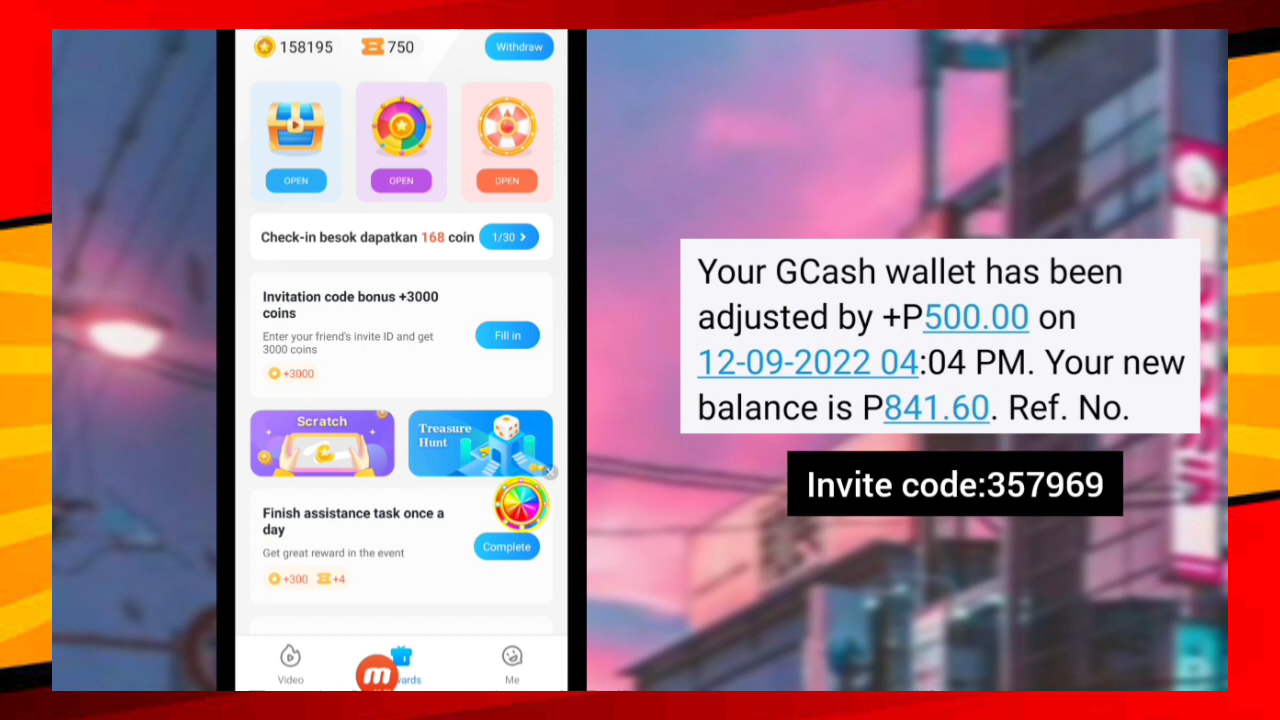 158195
750
Withdraw
OPEN
OPEN
OPEN
Check-in besok dapatkan 168 coin
1/30 >
Invitation code bonus +3000
coins
Enter your friend's invite ID and get
3000 coins
Fill in
+3000
Scratch
Treasure
Hunt
Finish assistance task once a
day
Get great reward in the event
Complete
+300
+4
Video
wards
Me
Your GCash wallet has been
adjusted by +P500.00 on
12-09-2022 04:04 PM. Your new
balance is P841.60. Ref. No.
Invite code:357969